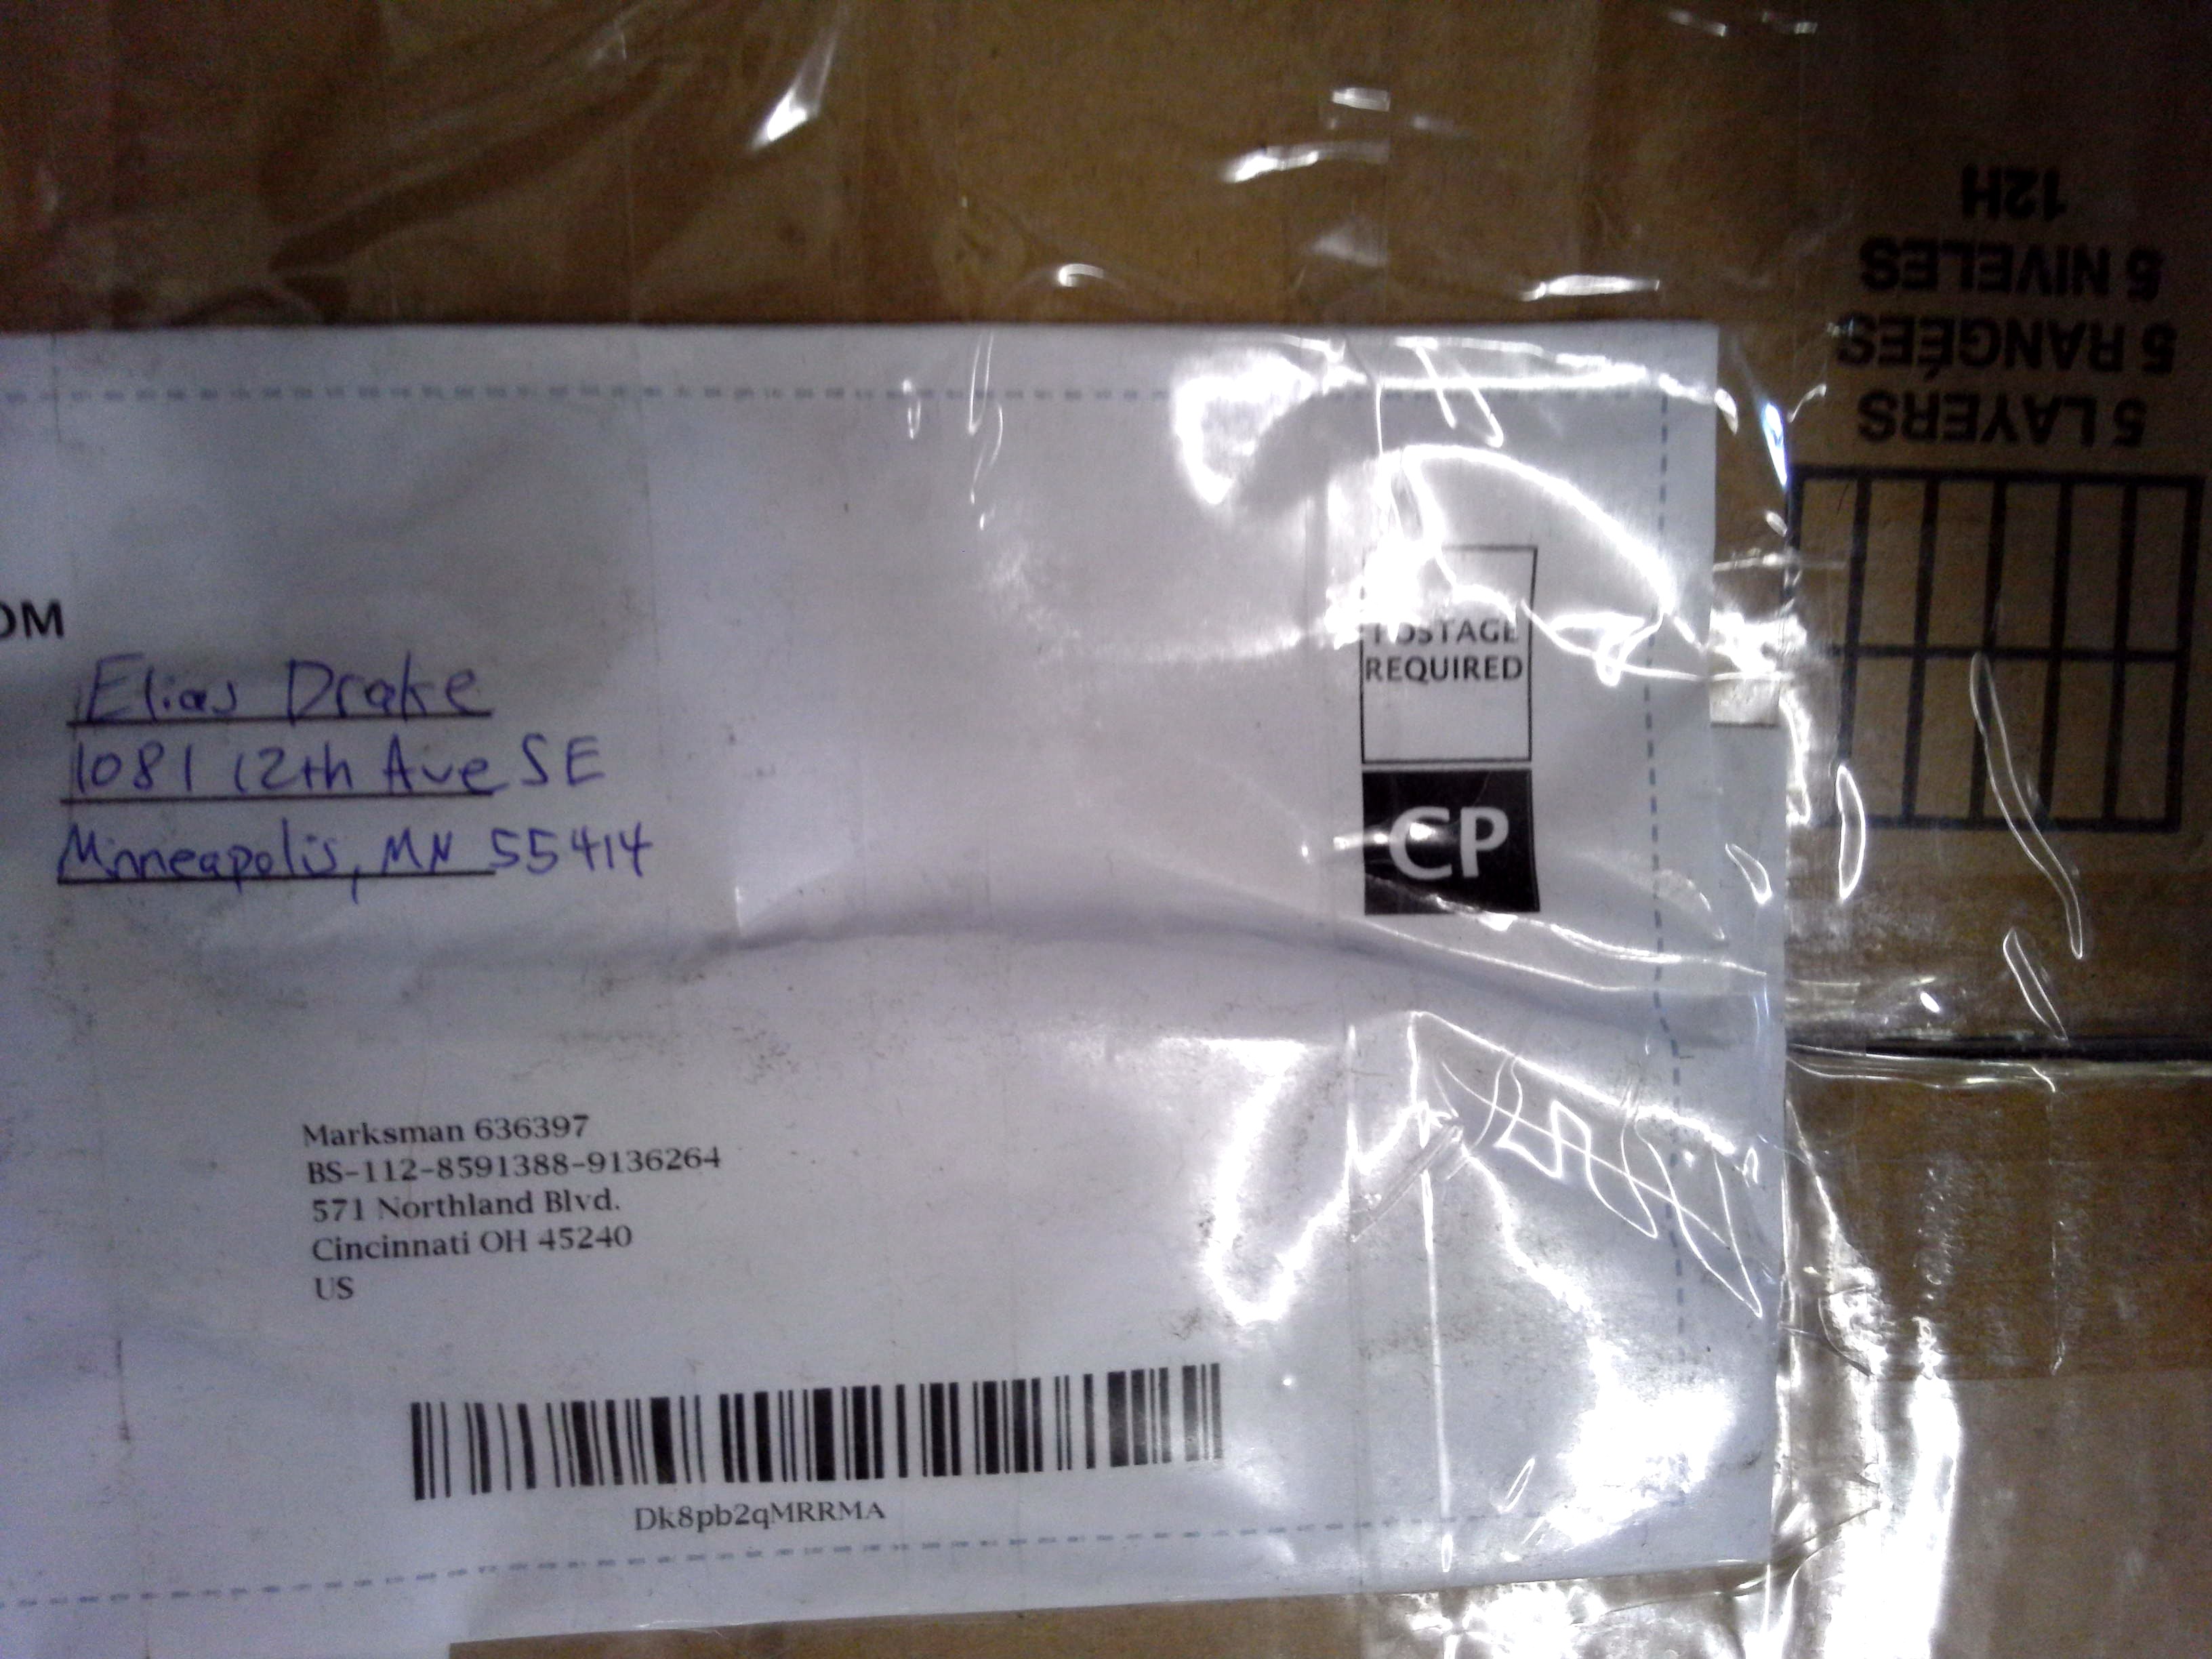 OM
Elias Drake
1081 12th Ave SE
Minneapolis, MN 55414
POSTAGE
REQUIRED
CP
Marksman 636397
BS-112-8591388-9136264
571 Northland Blvd.
Cincinnati OH 45240
US
Dk8pb2qMRRMA
5 LAYERS
5 RANGÉES
5 NIVELES
12H